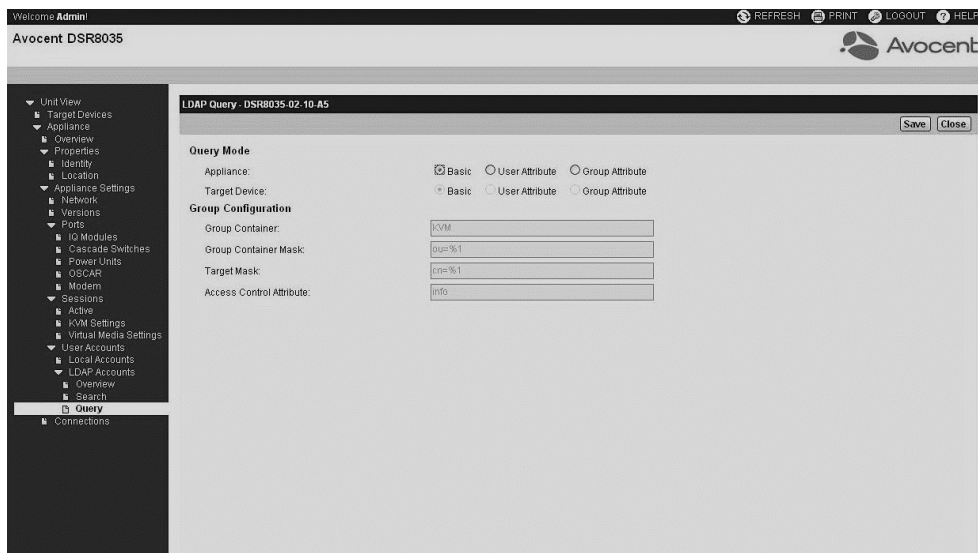 Welcome Admin!
REFRESH PRINT LOGOUT HELP
Avocent DSR8035
Avocent
Unit View
Target Devices
Appliance
Overview
Properties
Identity
Location
Appliance Settings
Network
Versions
Ports
IQ Modules
Cascade Switches
Power Units
OSCAR
Modem
Sessions
Active
KVM Settings
Virtual Media Settings
User Accounts
Local Accounts
LDAP Accounts
Overview
Search
Query
Connections
LDAP Query - DSR8035-02-10-A5
Save Close
Query Mode
Appliance: Basic User Attribute Group Attribute
Target Device: Basic User Attribute Group Attribute
Group Configuration
Group Container: KVM
Group Container Mask: ou=%1
Target Mask: cn=%1
Access Control Attribute: info